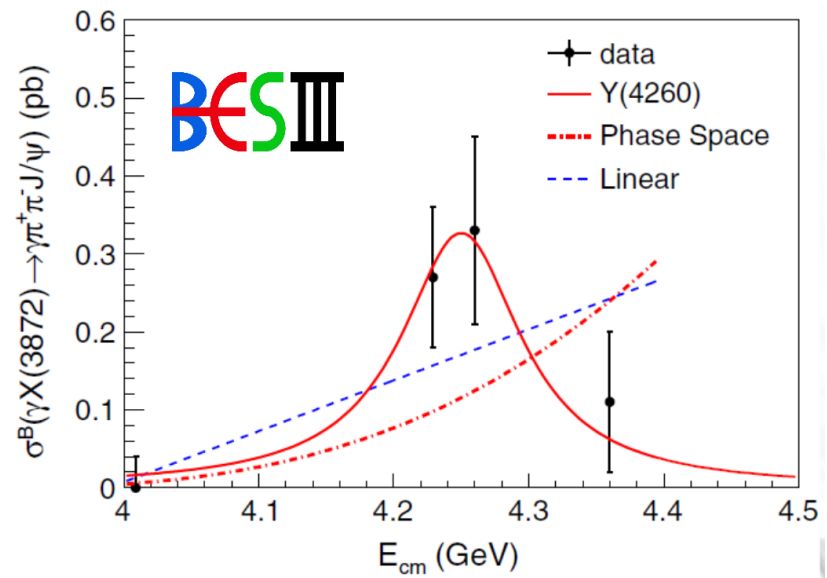 0.6
0.5
0.4
0.3
0.2
0.1
0
σᴮ(γX(3872)→γπ⁺π⁻J/ψ) (pb)
BESIII
data
Y(4260)
Phase Space
Linear
4 4.1 4.2 4.3 4.4 4.5
E_cm (GeV)